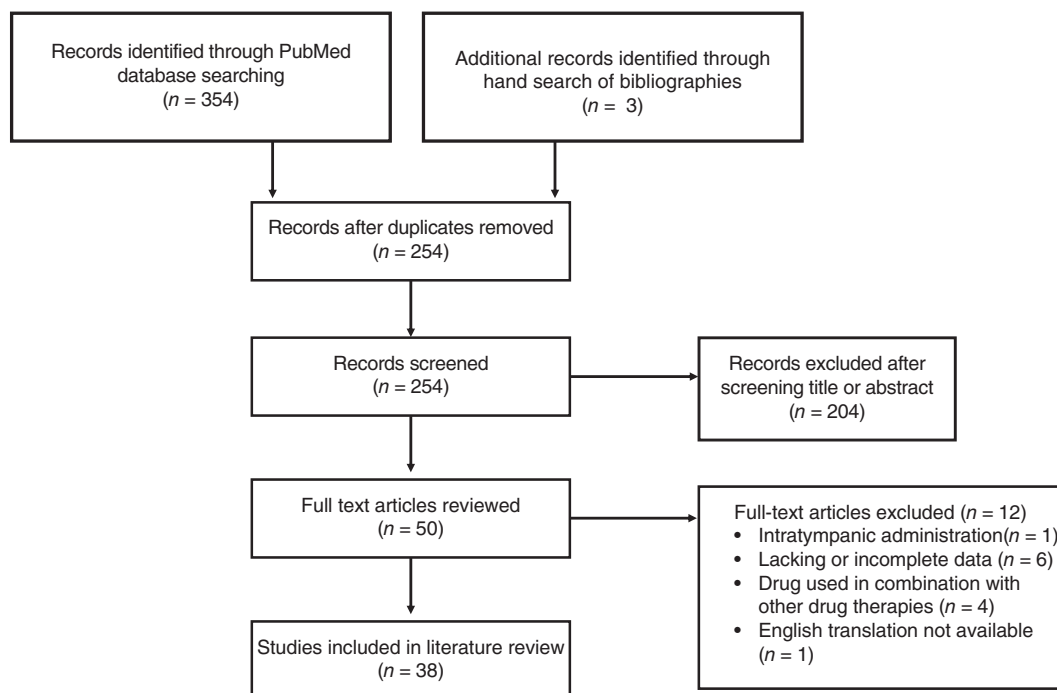 Records identified through PubMed
database searching
(n = 354)
Additional records identified through
hand search of bibliographies
(n = 3)
Records after duplicates removed
(n = 254)
Records screened
(n = 254)
Records excluded after
screening title or abstract
(n = 204)
Full text articles reviewed
(n = 50)
Full-text articles excluded (n = 12)
• Intratympanic administration(n = 1)
• Lacking or incomplete data (n = 6)
• Drug used in combination with
other drug therapies (n = 4)
• English translation not available
(n = 1)
Studies included in literature review
(n = 38)